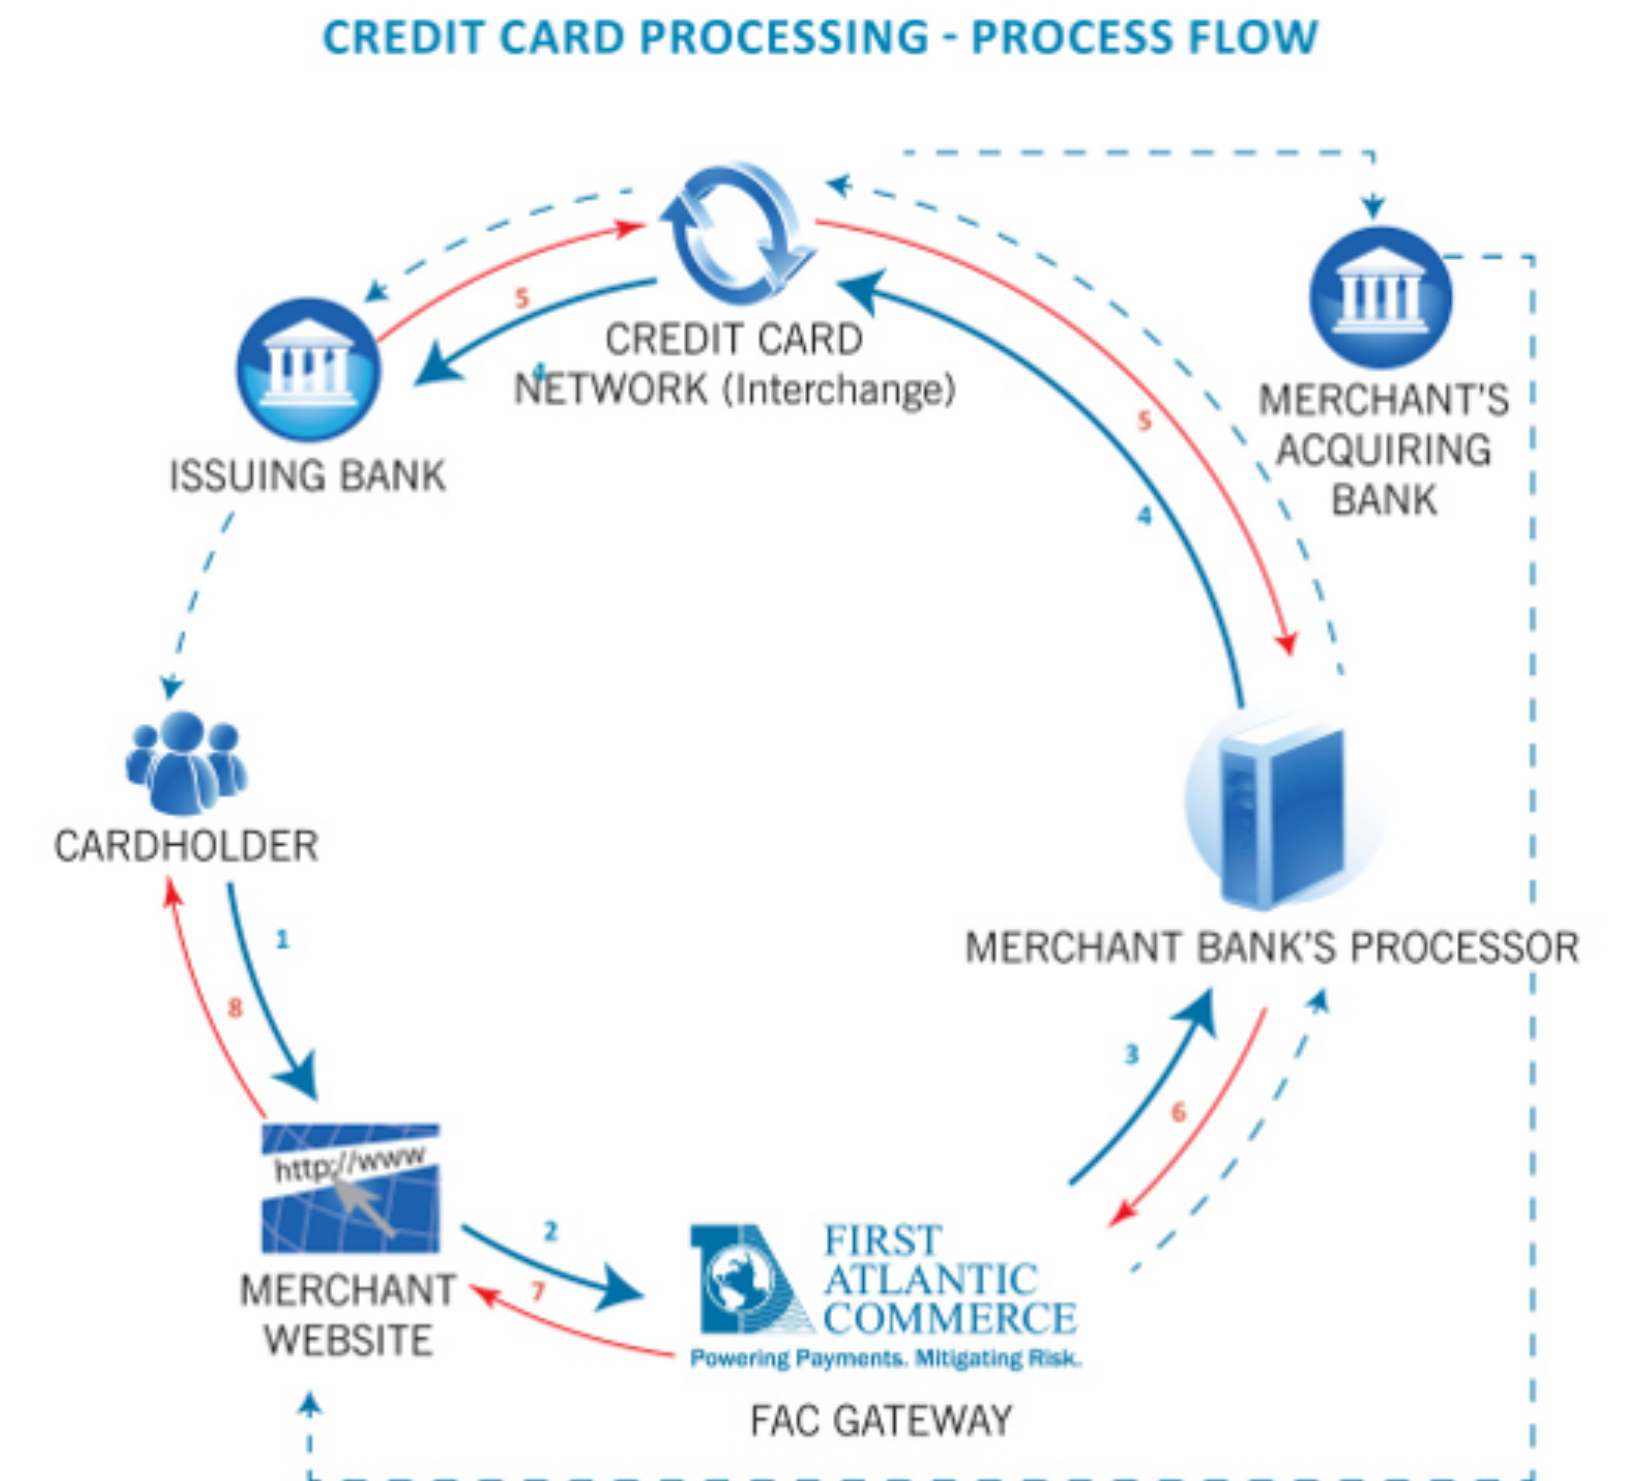 CREDIT CARD PROCESSING - PROCESS FLOW
5
CREDIT CARD
NETWORK (Interchange)
4
ISSUING BANK
MERCHANT'S
ACQUIRING
BANK
5
4
CARDHOLDER
1
8
MERCHANT BANK'S PROCESSOR
3
6
http://www
MERCHANT
WEBSITE
2
7
FIRST
ATLANTIC
COMMERCE
Powering Payments. Mitigating Risk.
FAC GATEWAY